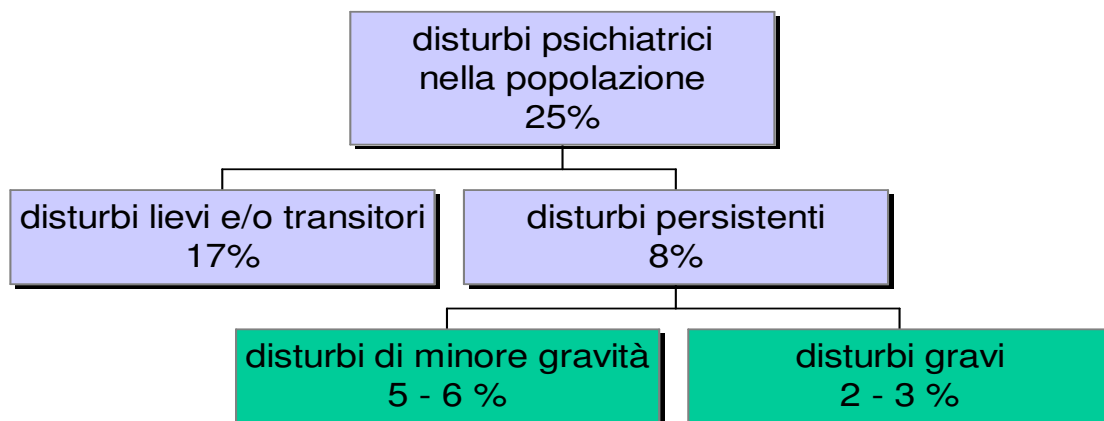 disturbi psichiatrici
nella popolazione
25%
disturbi lievi e/o transitori
17%
disturbi persistenti
8%
disturbi di minore gravità
5 - 6 %
disturbi gravi
2 - 3 %